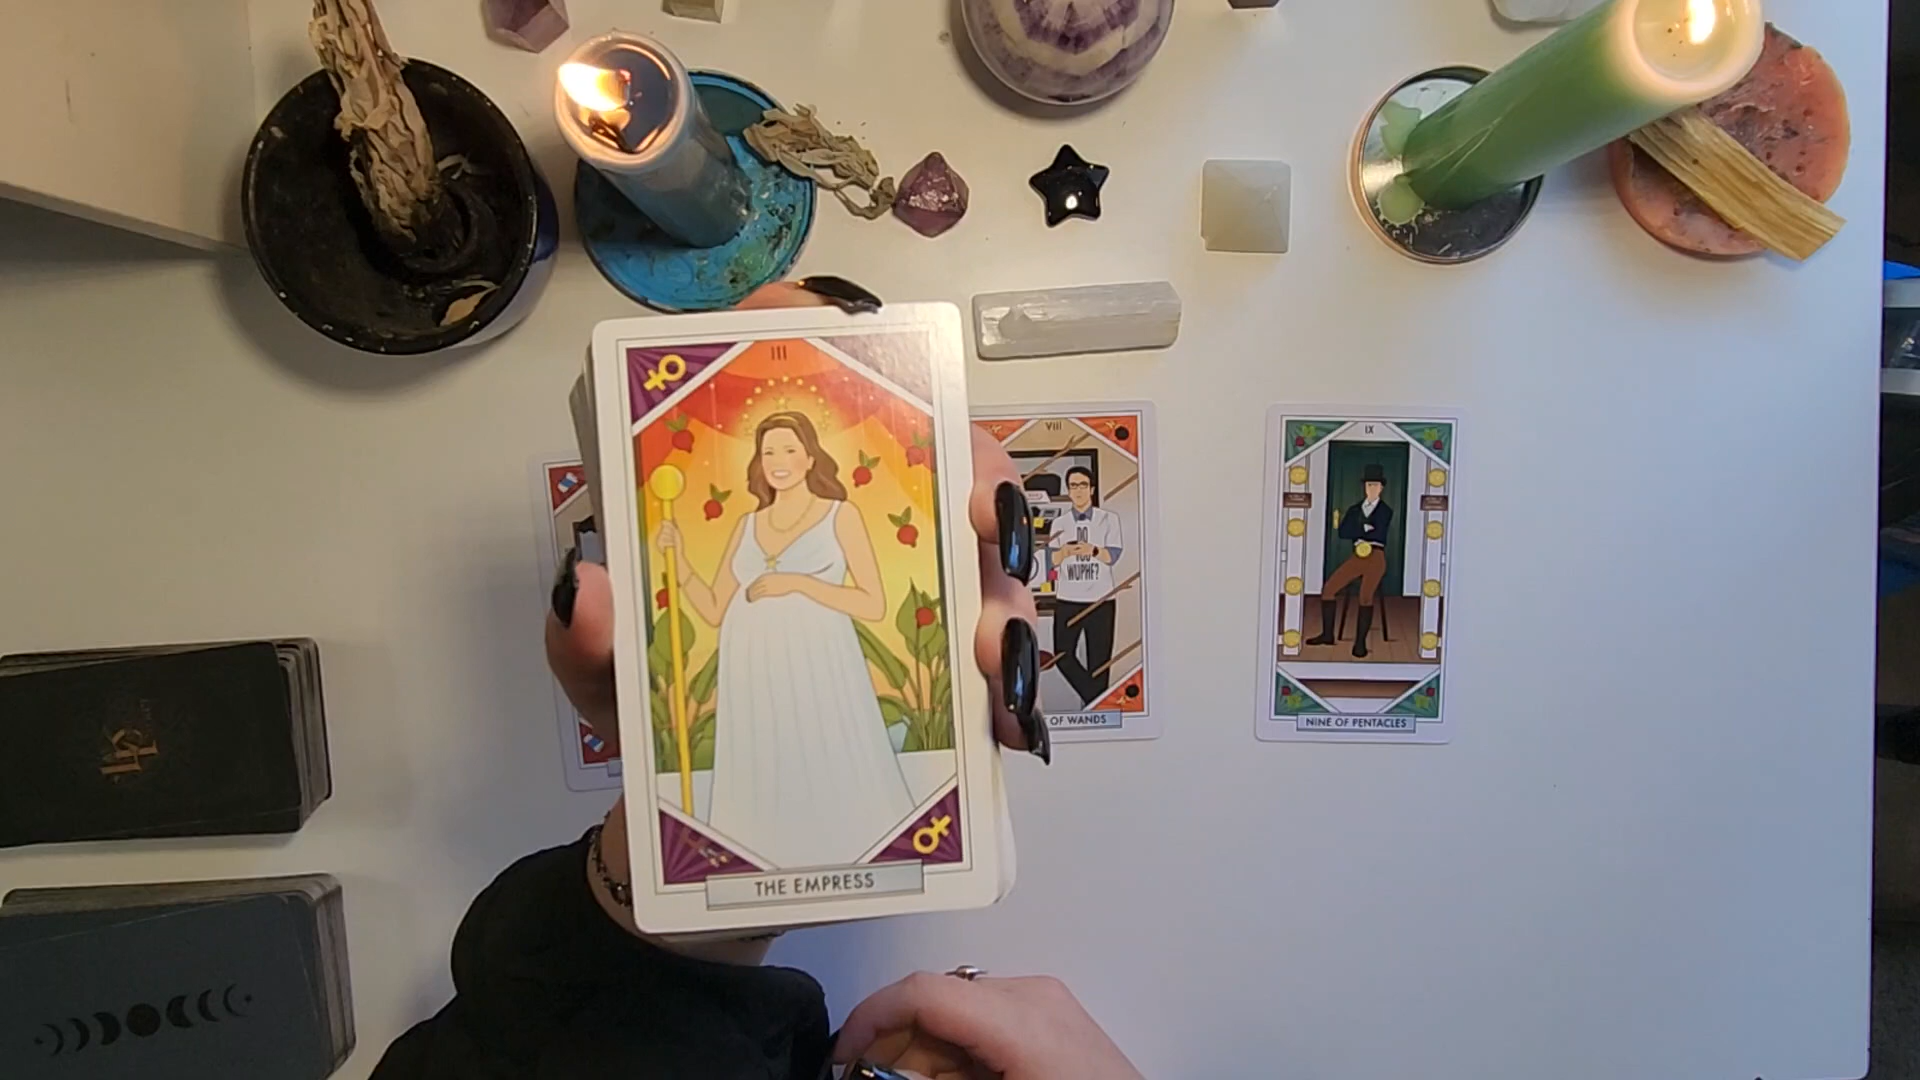 III
THE EMPRESS
VIII
DO
YOU
WUPHF?
OF WANDS
IX
NINE OF PENTACLES